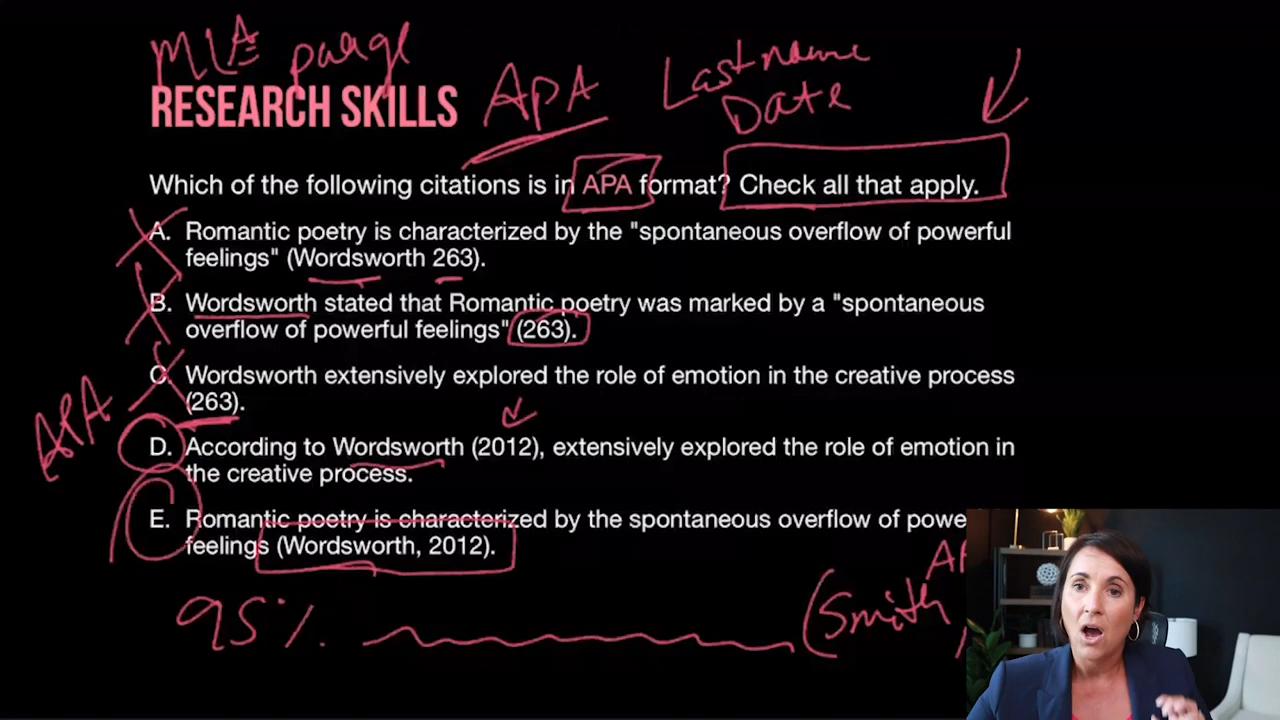 MLA page
APA
Last name
Date
RESEARCH SKILLS
Which of the following citations is in APA format? Check all that apply.
A. Romantic poetry is characterized by the "spontaneous overflow of powerful
feelings" (Wordsworth 263).
B. Wordsworth stated that Romantic poetry was marked by a "spontaneous
overflow of powerful feelings" (263).
C. Wordsworth extensively explored the role of emotion in the creative process
(263).
APA
D. According to Wordsworth (2012), extensively explored the role of emotion in
the creative process.
E. Romantic poetry is characterized by the spontaneous overflow of powe
feelings (Wordsworth, 2012).
95%
(Smith